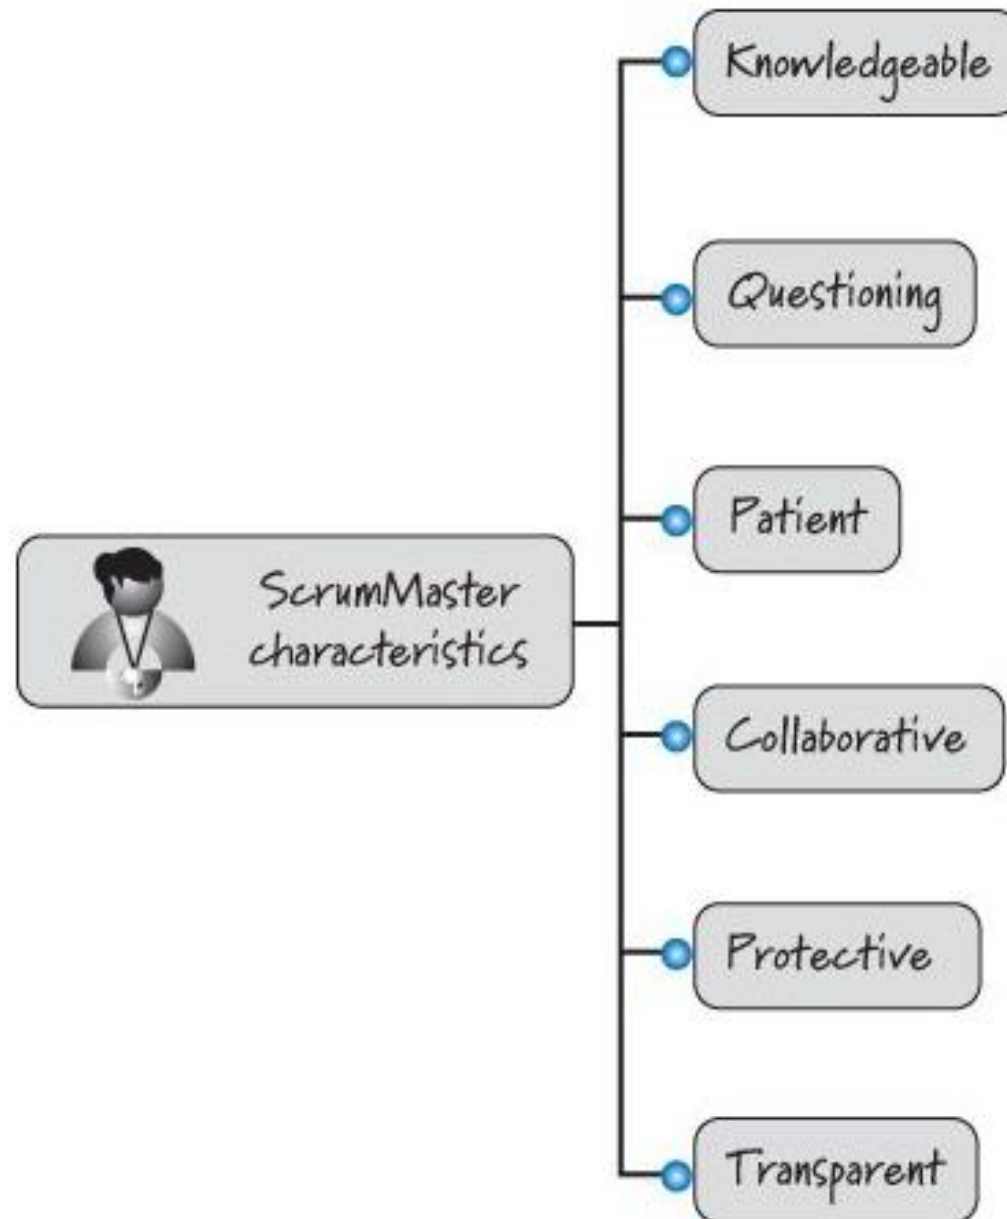 Knowledgeable
Questioning
Patient
ScrumMaster
characteristics
Collaborative
Protective
Transparent